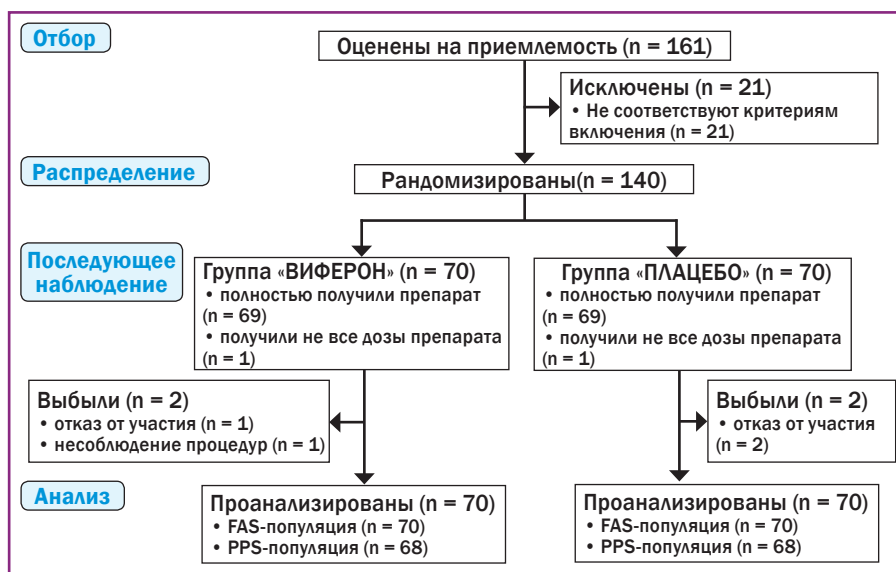 Отбор
Оценены на приемлемость (n = 161)
Исключены (n = 21)
• Не соответствуют критериям
включения (n = 21)
Распределение
Рандомизированы(n = 140)
Последующее
наблюдение
Группа «ВИФЕРОН» (n = 70)
• полностью получили препарат
(n = 69)
• получили не все дозы препарата
(n = 1)
Группа «ПЛАЦЕБО» (n = 70)
• полностью получили препарат
(n = 69)
• получили не все дозы препарата
(n = 1)
Выбыли (n = 2)
• отказ от участия (n = 1)
• несоблюдение процедур (n = 1)
Выбыли (n = 2)
• отказ от участия
(n = 2)
Анализ
Проанализированы (n = 70)
• FAS-популяция (n = 70)
• PPS-популяция (n = 68)
Проанализированы (n = 70)
• FAS-популяция (n = 70)
• PPS-популяция (n = 68)